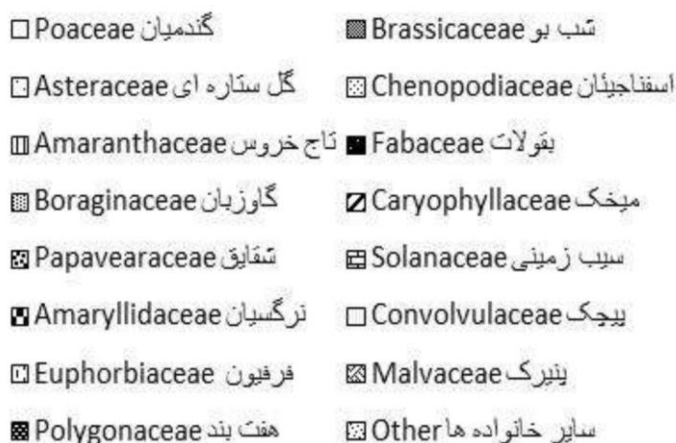 Poaceae گندمیان Brassicaceae شب بو
Asteraceae گل ستاره ای Chenopodiaceae اسفناجیان
Amaranthaceae تاج خروس Fabaceae بقولات
Boraginaceae گاوزبان Caryophyllaceae میخک
Papavearaceae شقایق Solanaceae سیب زمینی
Amaryllidaceae نرگسیان Convolvulaceae پیچک
Euphorbiaceae فرفیون Malvaceae پنیرک
Polygonaceae هفت بند Other سایر خانواده ها